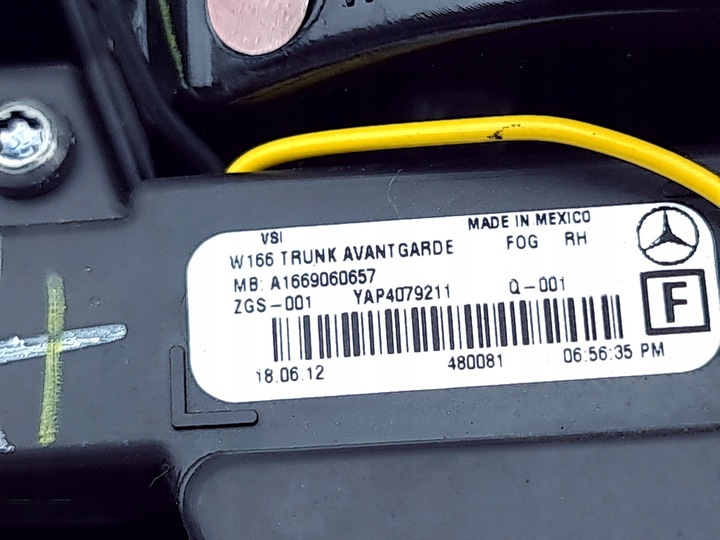 VSI MADE IN MEXICO
W166 TRUNK AVANTGARDE FOG RH
MB: A1669060657
ZGS-001 YAP4079211 Q-001
F
18.06.12 480081 06:56:35 PM